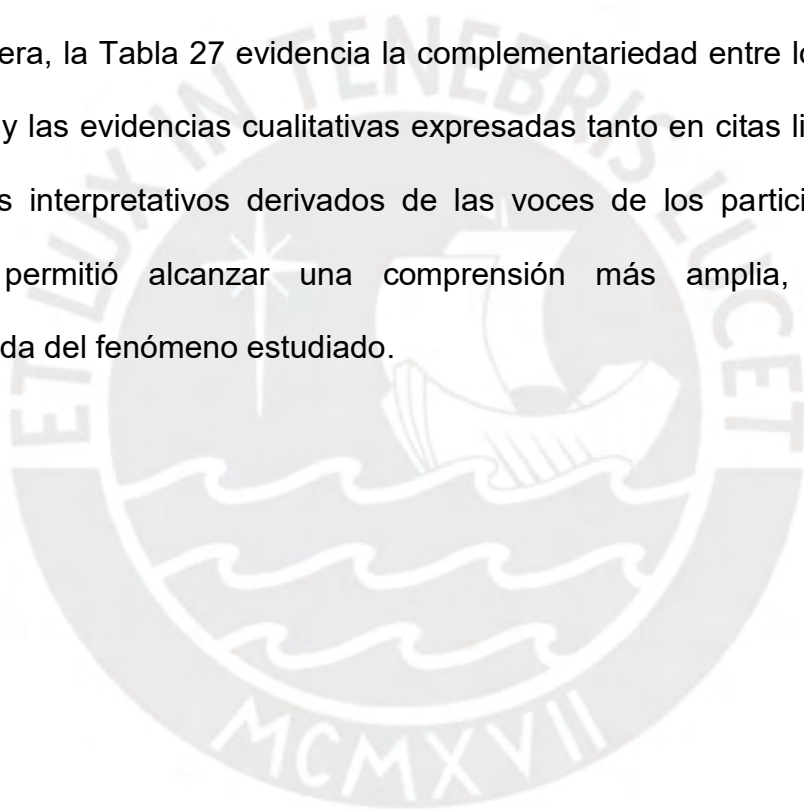 era, la Tabla 27 evidencia la complementariedad entre lo
y las evidencias cualitativas expresadas tanto en citas li
s interpretativos derivados de las voces de los partici
permitió alcanzar una comprensión más amplia,
da del fenómeno estudiado.
ET LUX IN TENEBRIS LUCET
MCMXVII